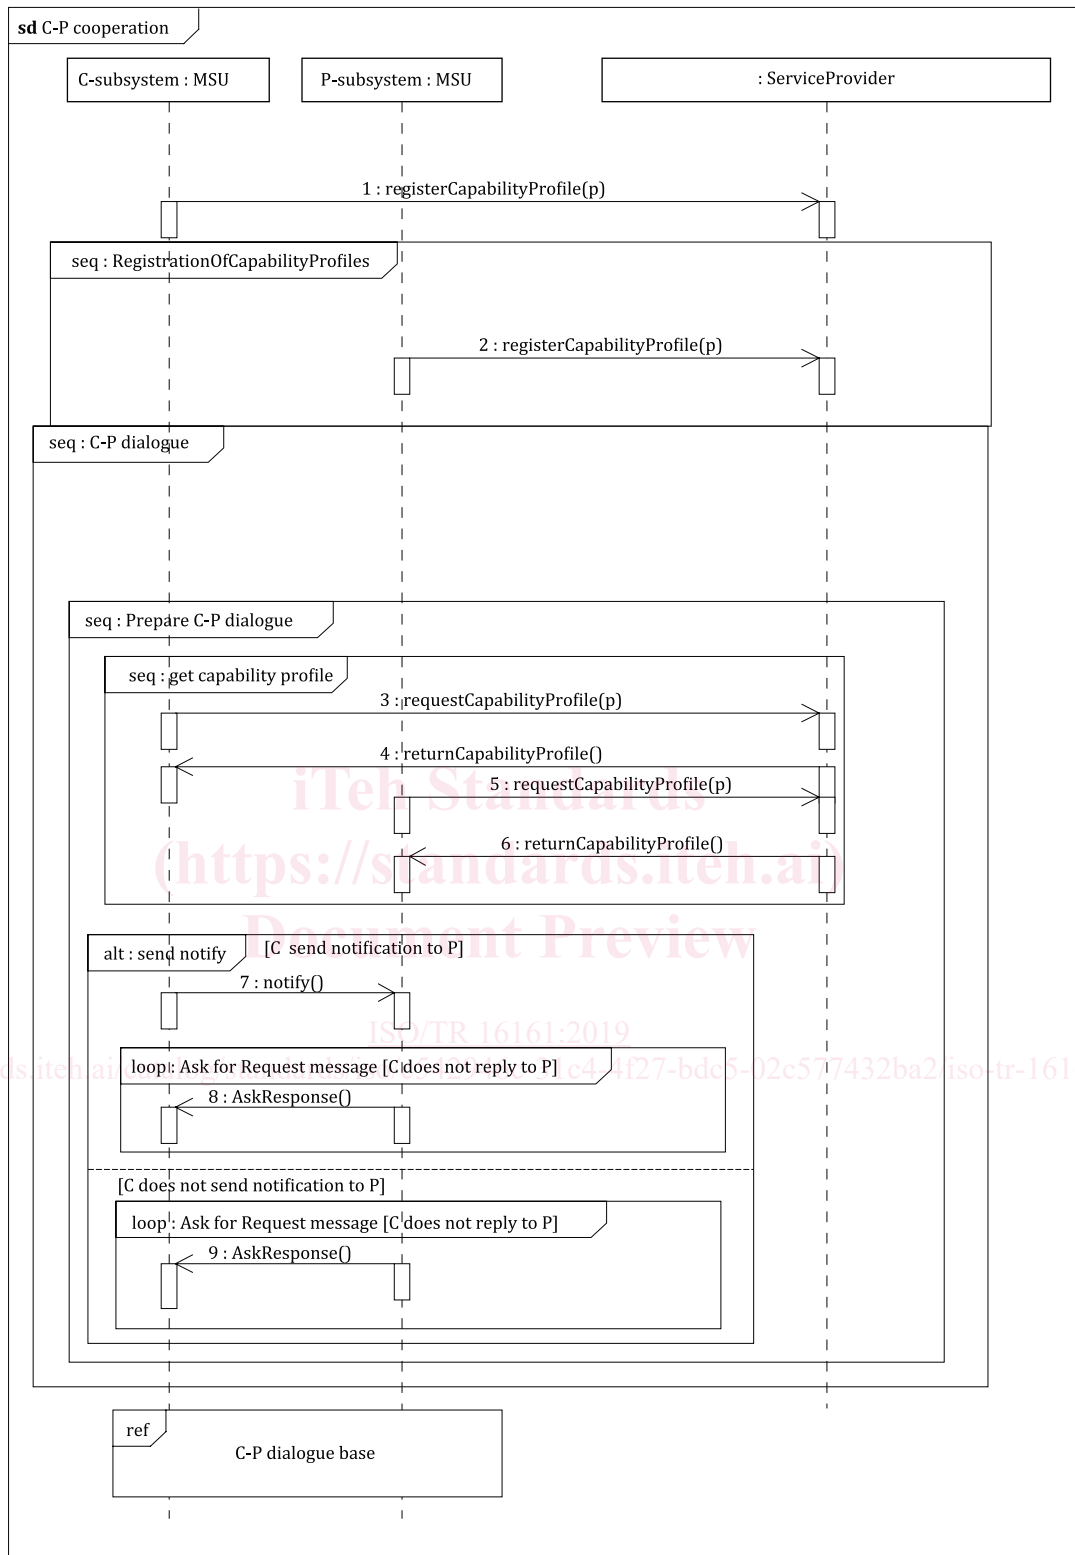 sd C-P cooperation
C-subsystem : MSU
P-subsystem : MSU
: ServiceProvider
1 : registerCapabilityProfile(p)
seq : RegistrationOfCapabilityProfiles
2 : registerCapabilityProfile(p)
seq : C-P dialogue
seq : Prepare C-P dialogue
seq : get capability profile
3 : requestCapabilityProfile(p)
4 : returnCapabilityProfile()
iTeh Standards
5 : requestCapabilityProfile(p)
6 : returnCapabilityProfile()
(https://standards.iteh.ai)
Document Preview
alt : send notify
[C send notification to P]
7 : notify()
ISO/TR 16161:2019
loop : Ask for Request message [C does not reply to P]
8 : AskResponse()
[C does not send notification to P]
loop : Ask for Request message [C does not reply to P]
9 : AskResponse()
ref
C-P dialogue base